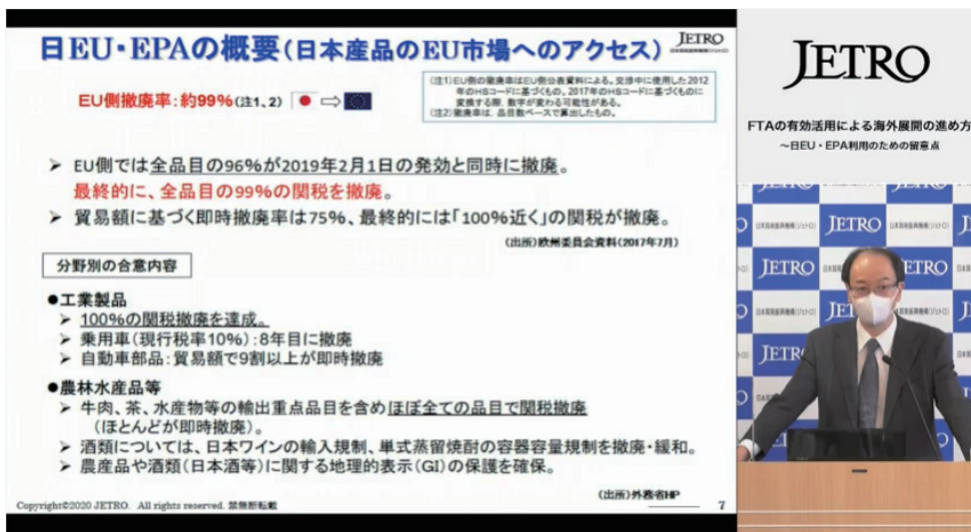 日EU・EPAの概要(日本産品のEU市場へのアクセス)
JETRO
EU側撤廃率:約99%(注1、2)
(注1)EU側の撤廃率はEU側公表資料による。交渉中に使用した2012
年のHSコードに基づくもの。2017年のHSコードに基づくものに
変換する際、数字が変わる可能性がある。
(注2)撤廃率は、品目数ベースで算出したもの。
➤ EU側では全品目の96%が2019年2月1日の発効と同時に撤廃。
最終的に、全品目の99%の関税を撤廃。
➤ 貿易額に基づく即時撤廃率は75%、最終的には「100%近く」の関税が撤廃。
(出所)欧州委員会資料(2017年7月)
分野別の合意内容
●工業製品
➤ 100%の関税撤廃を達成。
➤ 乗用車(現行税率10%):8年目に撤廃
➤ 自動車部品:貿易額で9割以上が即時撤廃
●農林水産品等
➤ 牛肉、茶、水産物等の輸出重点品目を含めほぼ全ての品目で関税撤廃
(ほとんどが即時撤廃)。
➤ 酒類については、日本ワインの輸入規制、単式蒸留焼酎の容器容量規制を撤廃・緩和。
➤ 農産品や酒類(日本酒等)に関する地理的表示(GI)の保護を確保。
(出所)外務省HP
Copyright©2020 JETRO. All rights reserved. 禁無断転載
7
JETRO
FTAの有効活用による海外展開の進め方
~日EU・EPA利用のための留意点
JETRO
JETRO
JETRO
JETRO